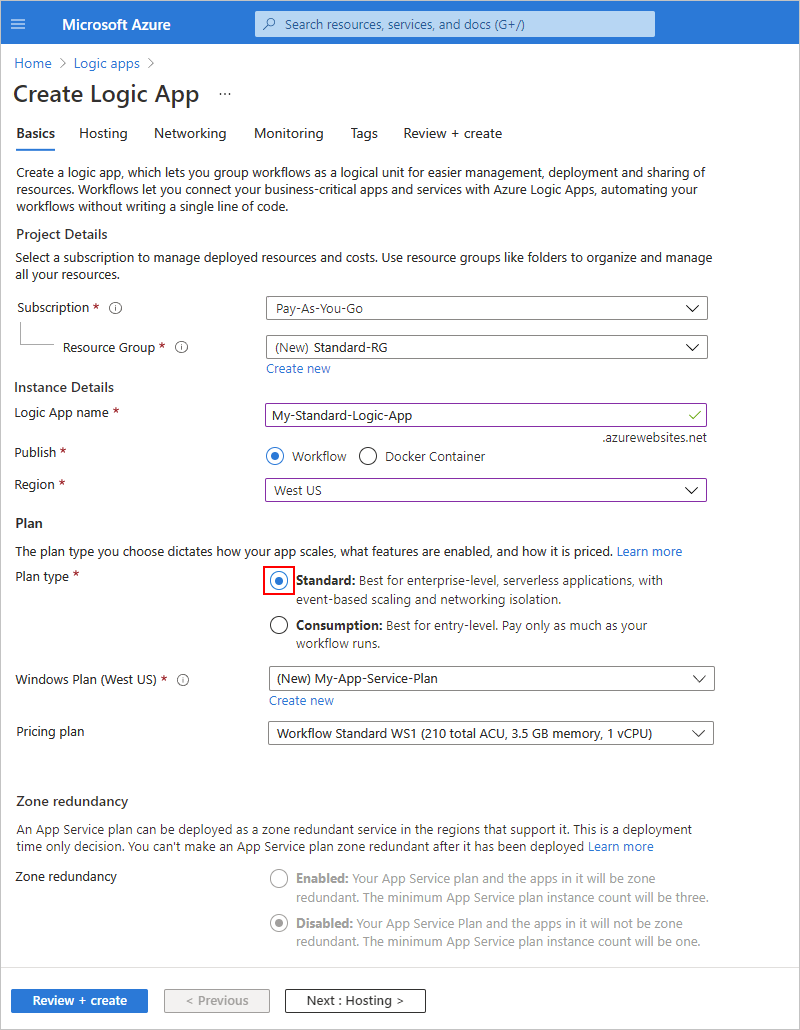 Microsoft Azure
Search resources, services, and docs (G+/)
Home > Logic apps >
Create Logic App ...
Basics Hosting Networking Monitoring Tags Review + create
Create a logic app, which lets you group workflows as a logical unit for easier management, deployment and sharing of
resources. Workflows let you connect your business-critical apps and services with Azure Logic Apps, automating your
workflows without writing a single line of code.
Project Details
Select a subscription to manage deployed resources and costs. Use resource groups like folders to organize and manage
all your resources.
Subscription * Pay-As-You-Go
Resource Group * (New) Standard-RG
Create new
Instance Details
Logic App name * My-Standard-Logic-App
.azurewebsites.net
Publish * Workflow Docker Container
Region * West US
Plan
The plan type you choose dictates how your app scales, what features are enabled, and how it is priced. Learn more
Plan type * Standard: Best for enterprise-level, serverless applications, with
event-based scaling and networking isolation.
Consumption: Best for entry-level. Pay only as much as your
workflow runs.
Windows Plan (West US) * (New) My-App-Service-Plan
Create new
Pricing plan Workflow Standard WS1 (210 total ACU, 3.5 GB memory, 1 vCPU)
Zone redundancy
An App Service plan can be deployed as a zone redundant service in the regions that support it. This is a deployment
time only decision. You can't make an App Service plan zone redundant after it has been deployed Learn more
Zone redundancy Enabled: Your App Service plan and the apps in it will be zone
redundant. The minimum App Service plan instance count will be three.
Disabled: Your App Service Plan and the apps in it will not be zone
redundant. The minimum App Service plan instance count will be one.
Review + create < Previous Next : Hosting >